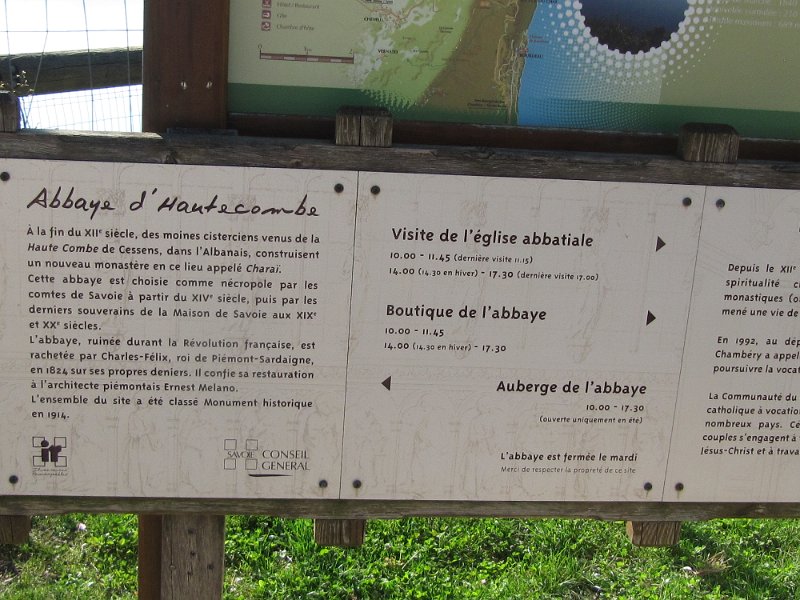 Hôtel / Restaurant
Gîte
Chambre d'hôte
Abbaye d'Hautecombe
À la fin du XIIe siècle, des moines cisterciens venus de la
Haute Combe de Cessens, dans l'Albanais, construisent
un nouveau monastère en ce lieu appelé Charaï.
Cette abbaye est choisie comme nécropole par les
comtes de Savoie à partir du XIVe siècle, puis par les
derniers souverains de la Maison de Savoie aux XIXe
et XXe siècles.
L'abbaye, ruinée durant la Révolution française, est
rachetée par Charles-Félix, roi de Piémont-Sardaigne,
en 1824 sur ses propres deniers. Il confie sa restauration
à l'architecte piémontais Ernest Melano.
L'ensemble du site a été classé Monument historique
en 1914.
SAVOIE CONSEIL
GENERAL
Visite de l'église abbatiale
10.00 - 11.45 (dernière visite 11.15)
14.00 (14.30 en hiver) - 17.30 (dernière visite 17.00)
Boutique de l'abbaye
10.00 - 11.45
14.00 (14.30 en hiver) - 17.30
Auberge de l'abbaye
10.00 - 17.30
(ouverte uniquement en été)
L'abbaye est fermée le mardi
Merci de respecter la propreté de ce site
Depuis le XIIe
spiritualité
monastiques
mené une vie de
En 1992, au
Chambéry a appel
poursuivre la vocat
La Communauté du
catholique à vocation
nombreux pays. Ce
couples s'engagent à
Jésus-Christ et à trava